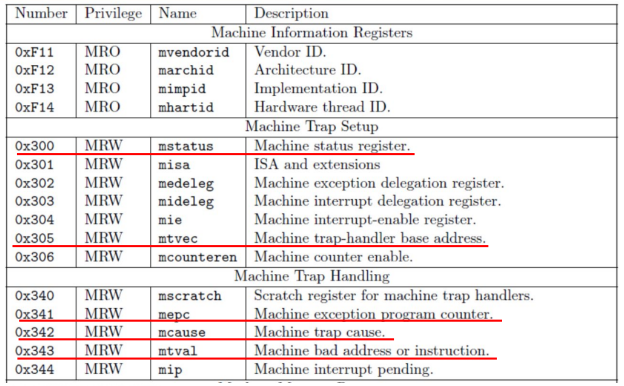 Number Privilege Name Description
Machine Information Registers
0xF11 MRO mvendorid Vendor ID.
0xF12 MRO marchid Architecture ID.
0xF13 MRO mimpid Implementation ID.
0xF14 MRO mhartid Hardware thread ID.
Machine Trap Setup
0x300 MRW mstatus Machine status register.
0x301 MRW misa ISA and extensions
0x302 MRW medeleg Machine exception delegation register.
0x303 MRW mideleg Machine interrupt delegation register.
0x304 MRW mie Machine interrupt-enable register.
0x305 MRW mtvec Machine trap-handler base address.
0x306 MRW mcounteren Machine counter enable.
Machine Trap Handling
0x340 MRW mscratch Scratch register for machine trap handlers.
0x341 MRW mepc Machine exception program counter.
0x342 MRW mcause Machine trap cause.
0x343 MRW mtval Machine bad address or instruction.
0x344 MRW mip Machine interrupt pending.